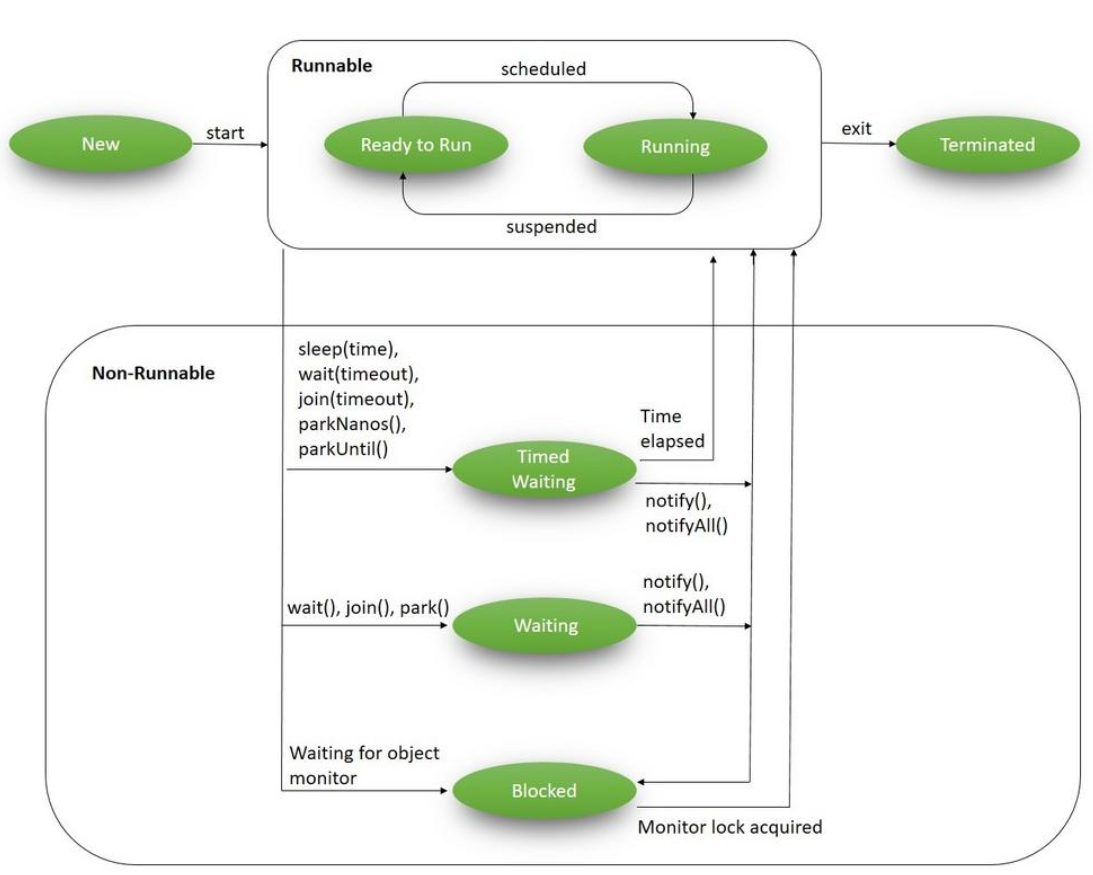 Runnable
scheduled
New
start
Ready to Run
Running
exit
Terminated
suspended
Non-Runnable
sleep(time),
wait(timeout),
join(timeout),
parkNanos(),
parkUntil()
Timed
Waiting
Time
elapsed
notify(),
notifyAll()
wait(), join(), park()
Waiting
notify(),
notifyAll()
Waiting for object
monitor
Blocked
Monitor lock acquired